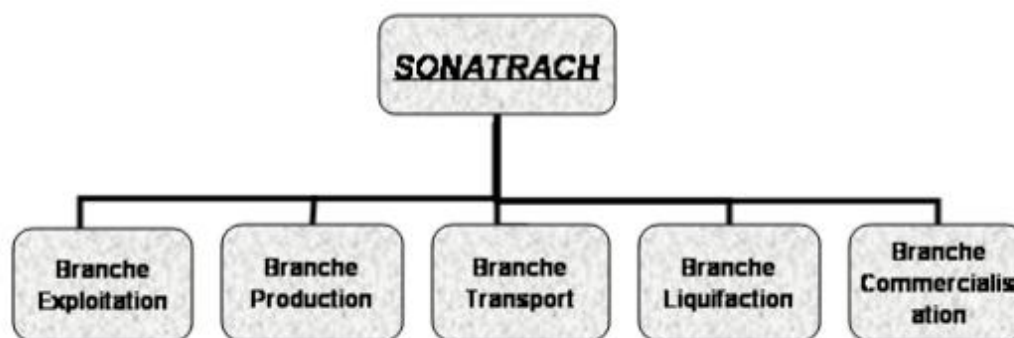 SONATRACH
Branche
Exploitation
Branche
Production
Branche
Transport
Branche
Liquifaction
Branche
Commercialis
ation